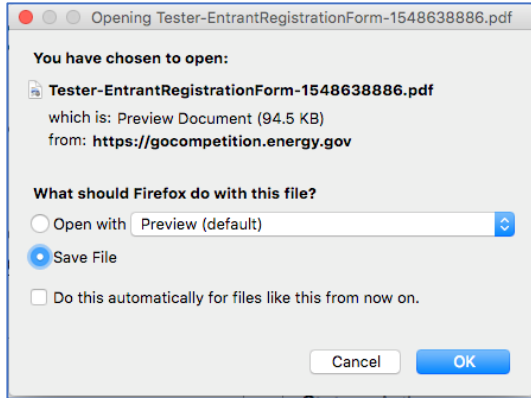 Opening Tester-EntrantRegistrationForm-1548638886.pdf
You have chosen to open:
Tester-EntrantRegistrationForm-1548638886.pdf
which is: Preview Document (94.5 KB)
from: https://gocompetition.energy.gov
What should Firefox do with this file?
Open with Preview (default)
Save File
Do this automatically for files like this from now on.
Cancel OK